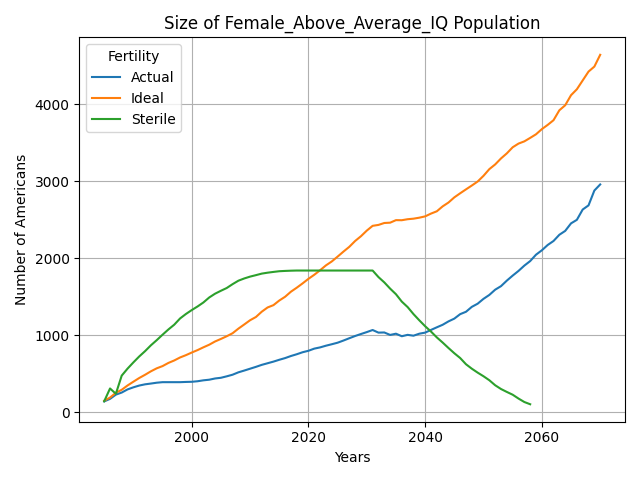 Size of Female_Above_Average_IQ Population
Fertility
Actual
Ideal
Sterile
4000
3000
2000
1000
0
Number of Americans
2000
2020
2040
2060
Years